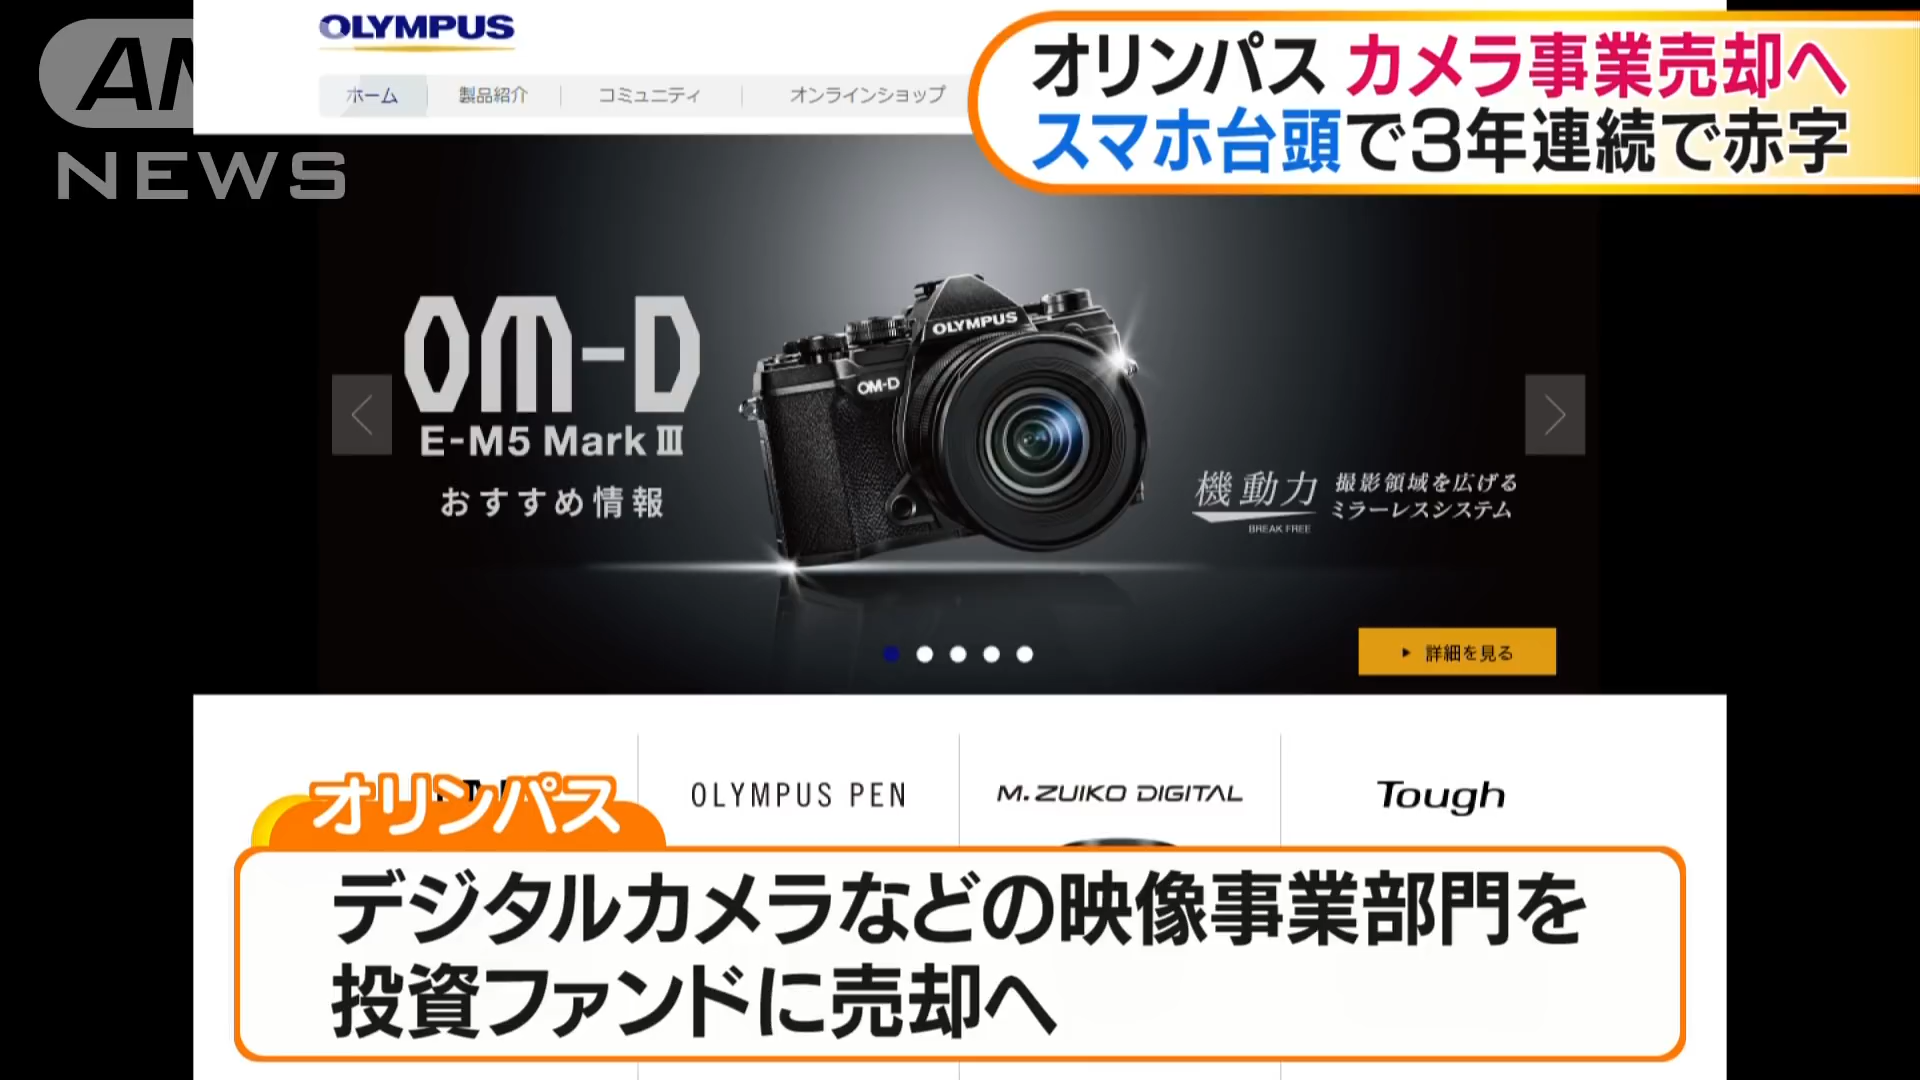 OLYMPUS
ホーム 製品紹介 コミュニティ オンラインショップ
オリンパス カメラ事業売却へ
スマホ台頭で3年連続で赤字
NEWS
OM-D
E-M5 Mark III
おすすめ情報
OLYMPUS
OM-D
機動力
BREAK FREE
撮影領域を広げる
ミラーレスシステム
詳細を見る
OLYMPUS PEN
M.ZUIKO DIGITAL
Tough
オリンパス
デジタルカメラなどの映像事業部門を
投資ファンドに売却へ